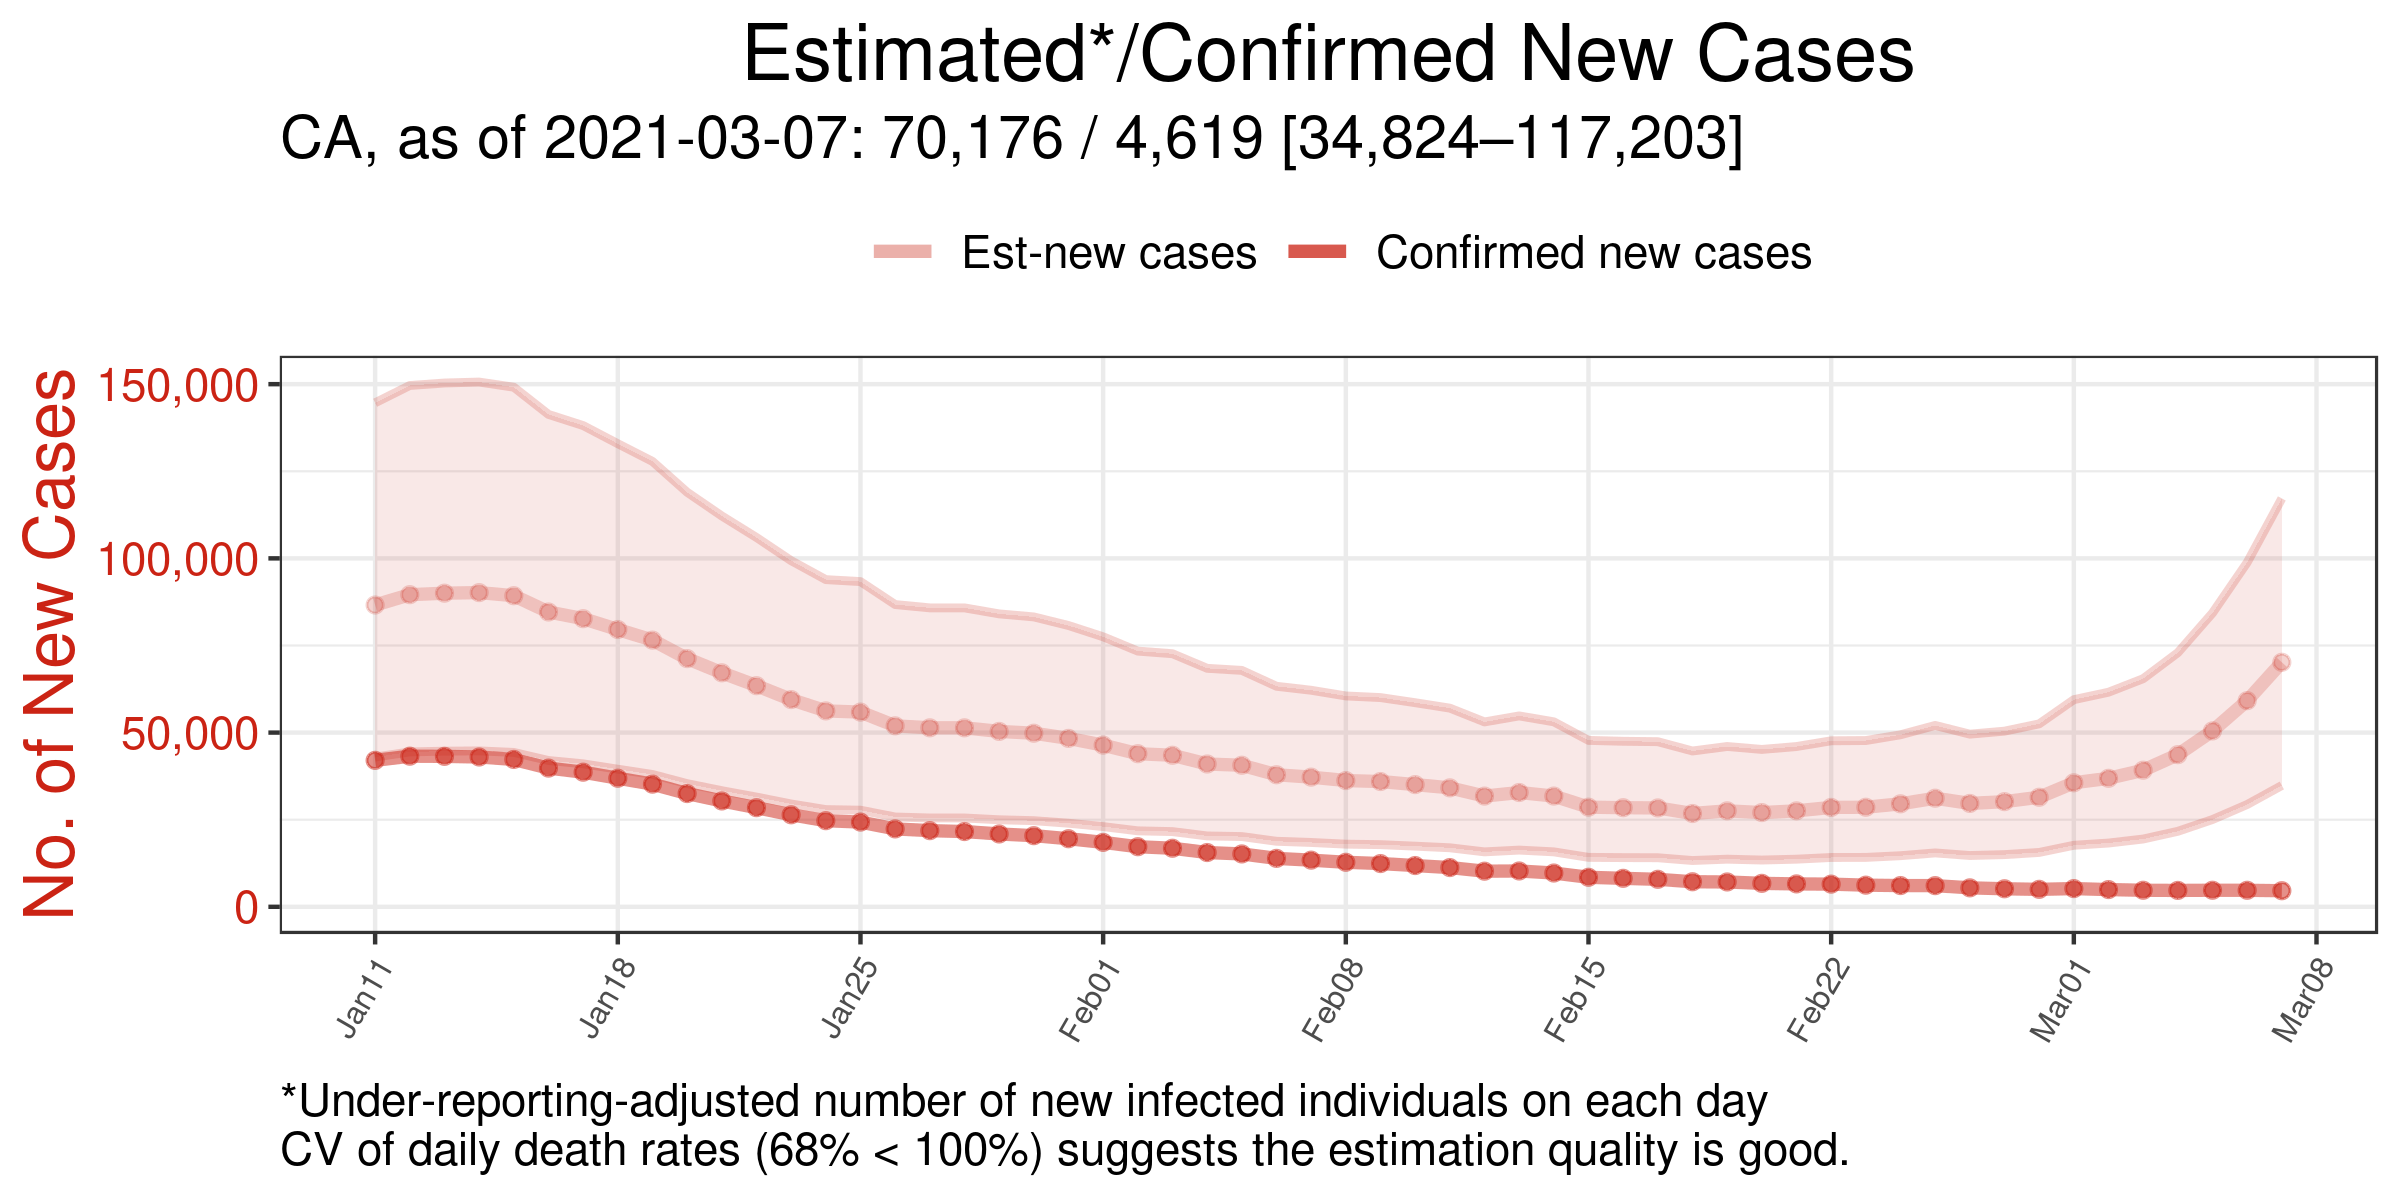 Estimated*/Confirmed New Cases
CA, as of 2021-03-07: 70,176 / 4,619 [34,824–117,203]
Est-new cases Confirmed new cases
No. of New Cases
150,000
100,000
50,000
0
Jan11 Jan18 Jan25 Feb01 Feb08 Feb15 Feb22 Mar01 Mar08
*Under-reporting-adjusted number of new infected individuals on each day
CV of daily death rates (68% < 100%) suggests the estimation quality is good.